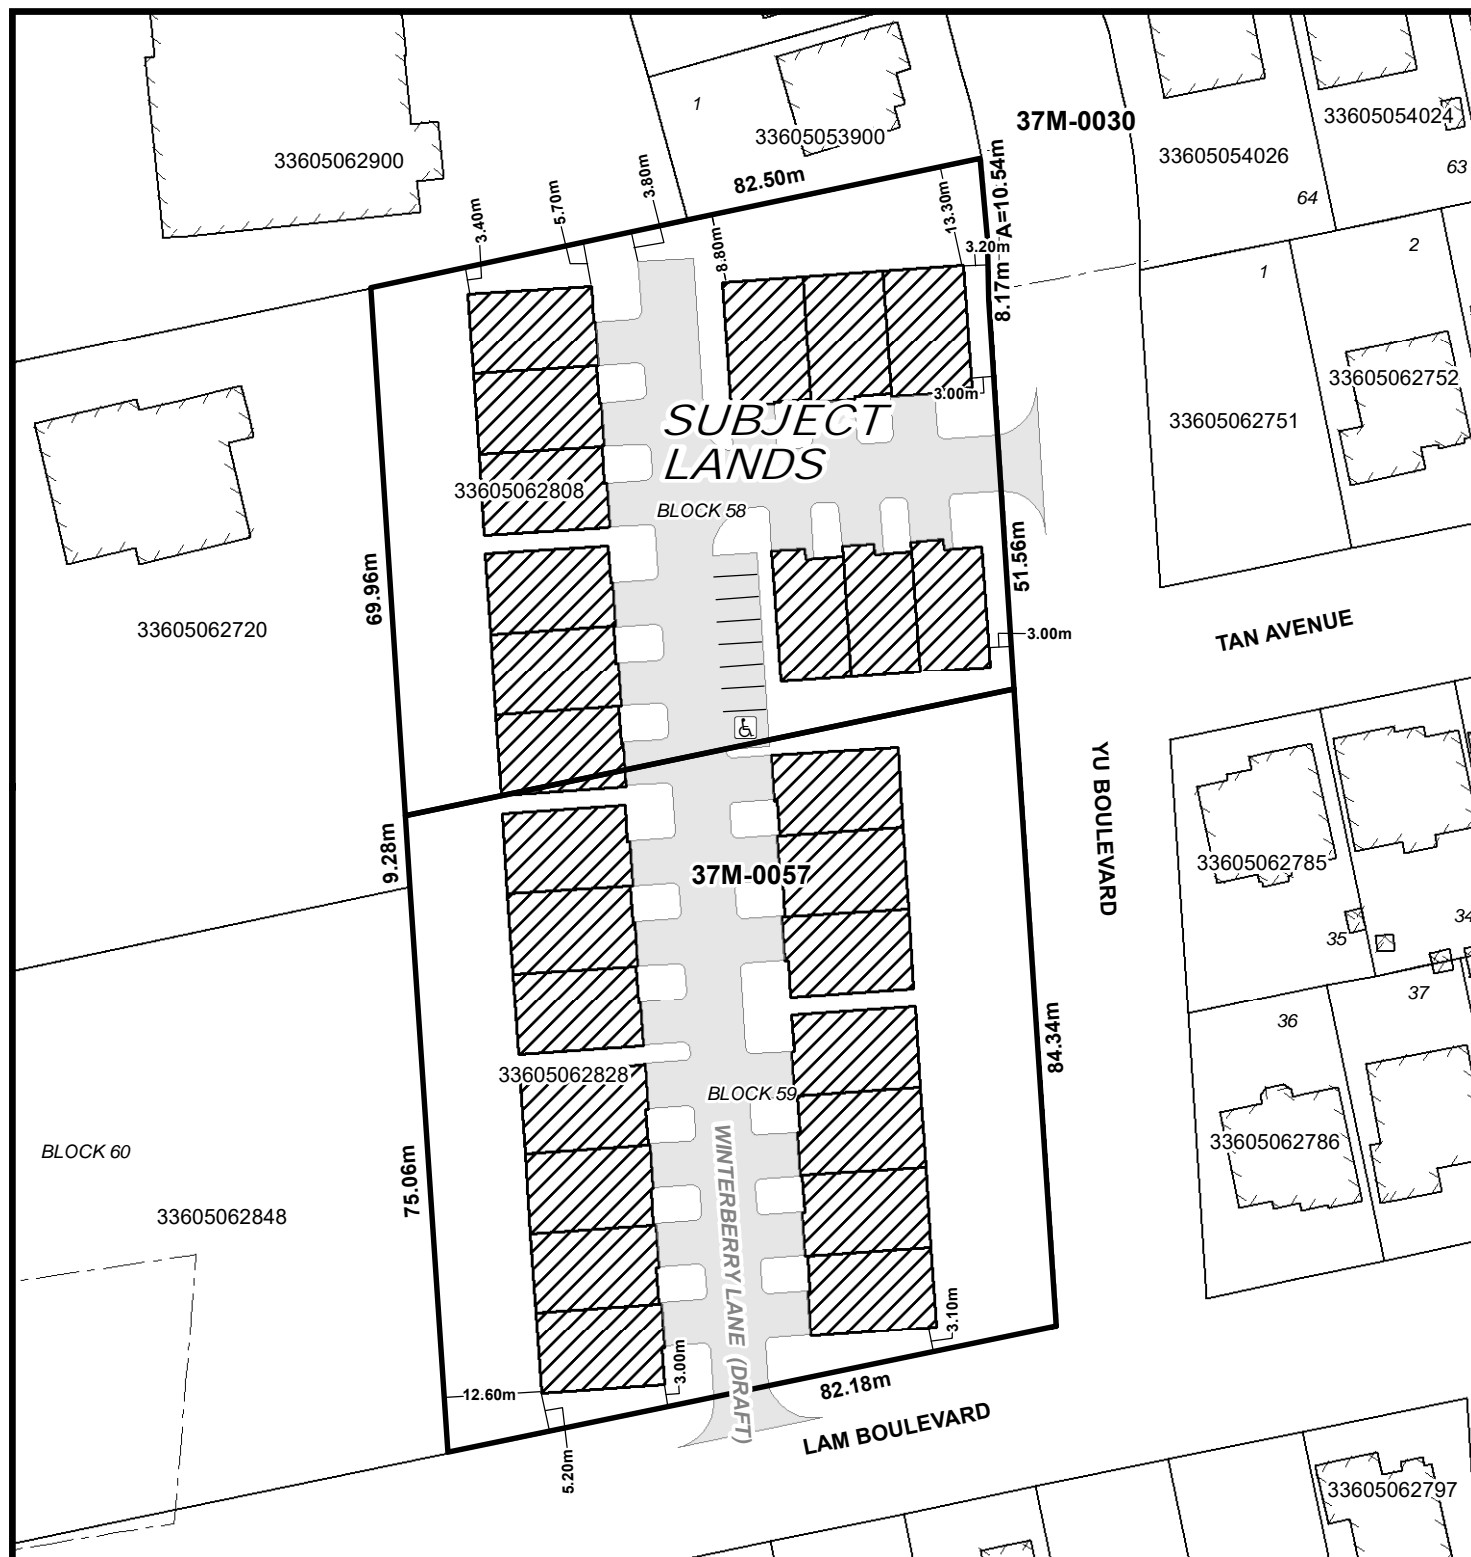 1
33605053900
37M-0030
33605054024
33605062900
33605054026
63
64
82.50m
3.80m
5.70m
3.40m
8.80m
13.30m
A=10.54m
8.17m
3.20m
2
1
33605062752
33605062751
3.00m
SUBJECT
LANDS
33605062808
BLOCK 58
69.96m
51.56m
33605062720
3.00m
TAN AVENUE
YU BOULEVARD
9.28m
37M-0057
33605062785
35
34
37
36
84.34m
33605062828
BLOCK 59
BLOCK 60
33605062786
75.06m
33605062848
WINTERBERRY LANE (DRAFT)
3.10m
3.00m
12.60m
82.18m
LAM BOULEVARD
5.20m
33605062797